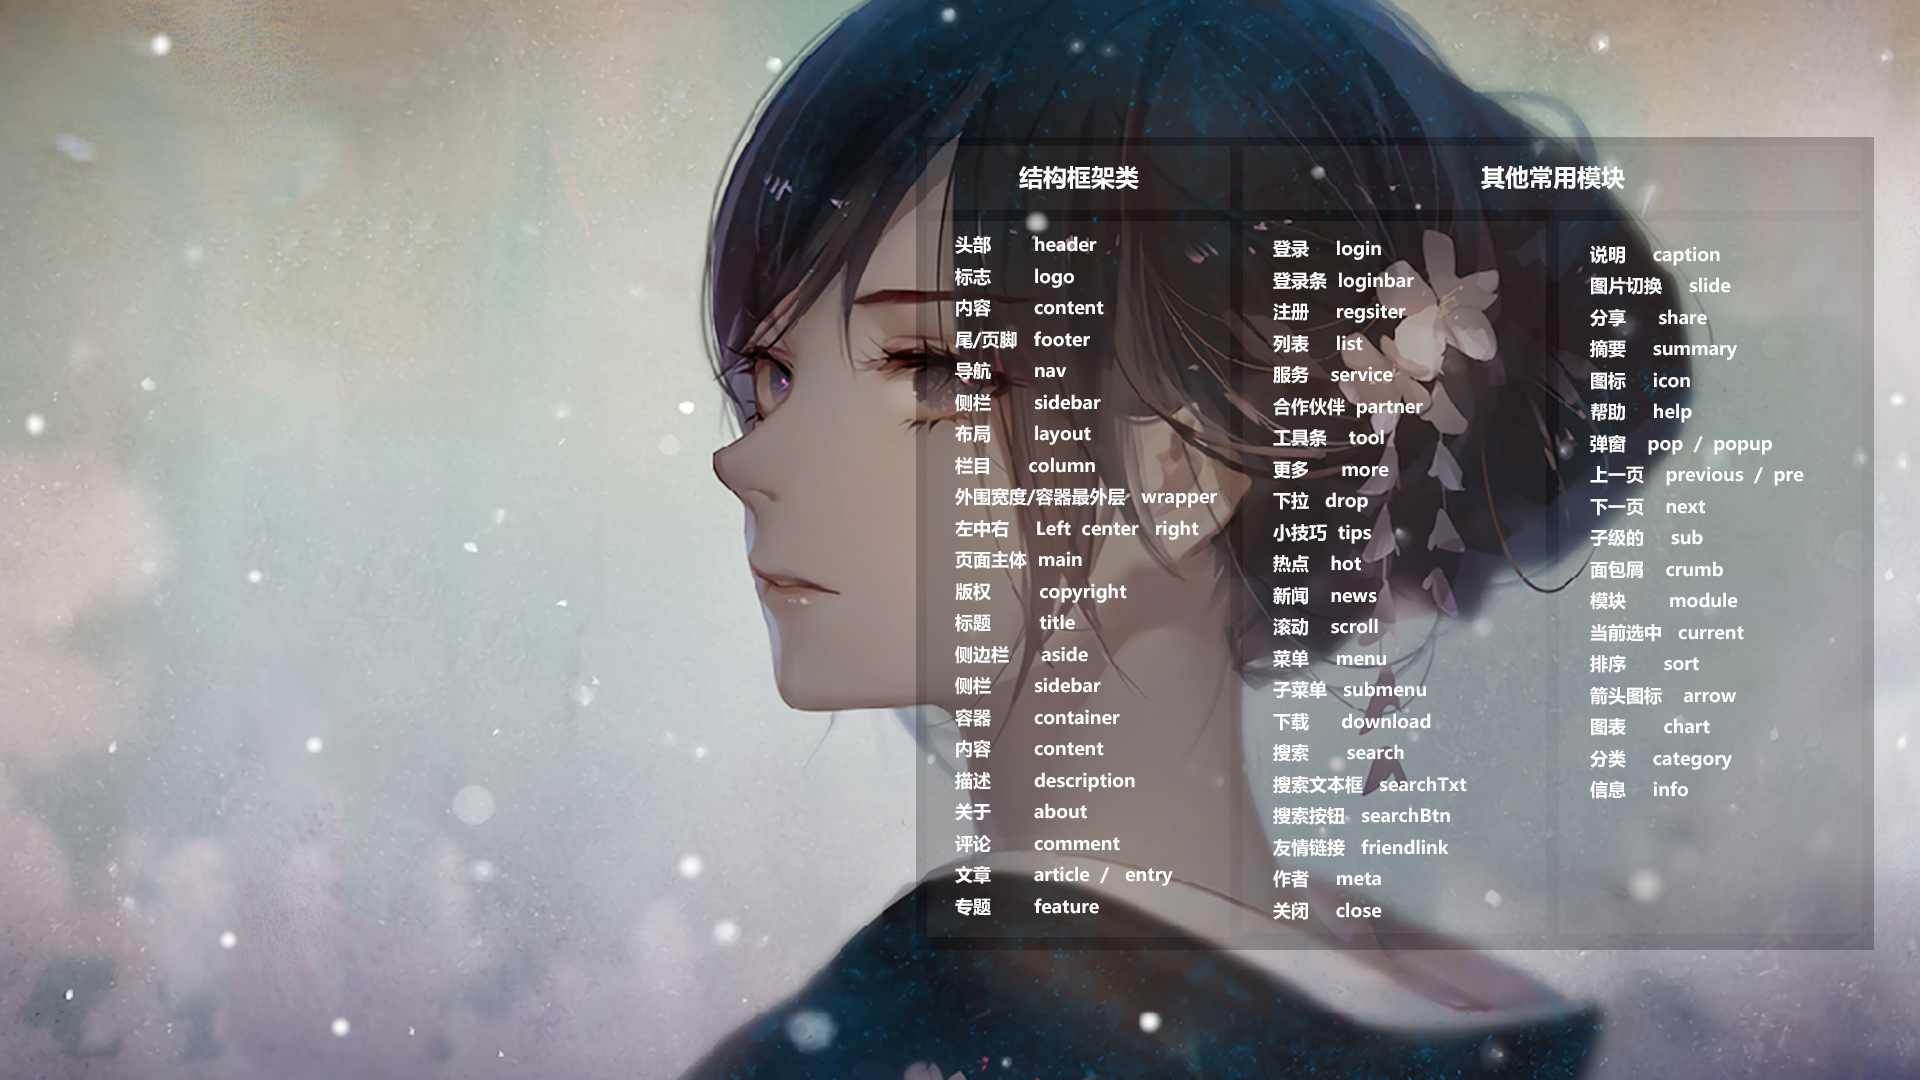 结构框架类
头部 header
标志 logo
内容 content
尾/页脚 footer
导航 nav
侧栏 sidebar
布局 layout
栏目 column
外围宽度/容器最外层 wrapper
左中右 Left center right
页面主体 main
版权 copyright
标题 title
侧边栏 aside
侧栏 sidebar
容器 container
内容 content
描述 description
关于 about
评论 comment
文章 article / entry
专题 feature
其他常用模块
登录 login
登录条 loginbar
注册 regsiter
列表 list
服务 service
合作伙伴 partner
工具条 tool
更多 more
下拉 drop
小技巧 tips
热点 hot
新闻 news
滚动 scroll
菜单 menu
子菜单 submenu
下载 download
搜索 search
搜索文本框 searchTxt
搜索按钮 searchBtn
友情链接 friendlink
作者 meta
关闭 close
说明 caption
图片切换 slide
分享 share
摘要 summary
图标 icon
帮助 help
弹窗 pop / popup
上一页 previous / pre
下一页 next
子级的 sub
面包屑 crumb
模块 module
当前选中 current
排序 sort
箭头图标 arrow
图表 chart
分类 category
信息 info